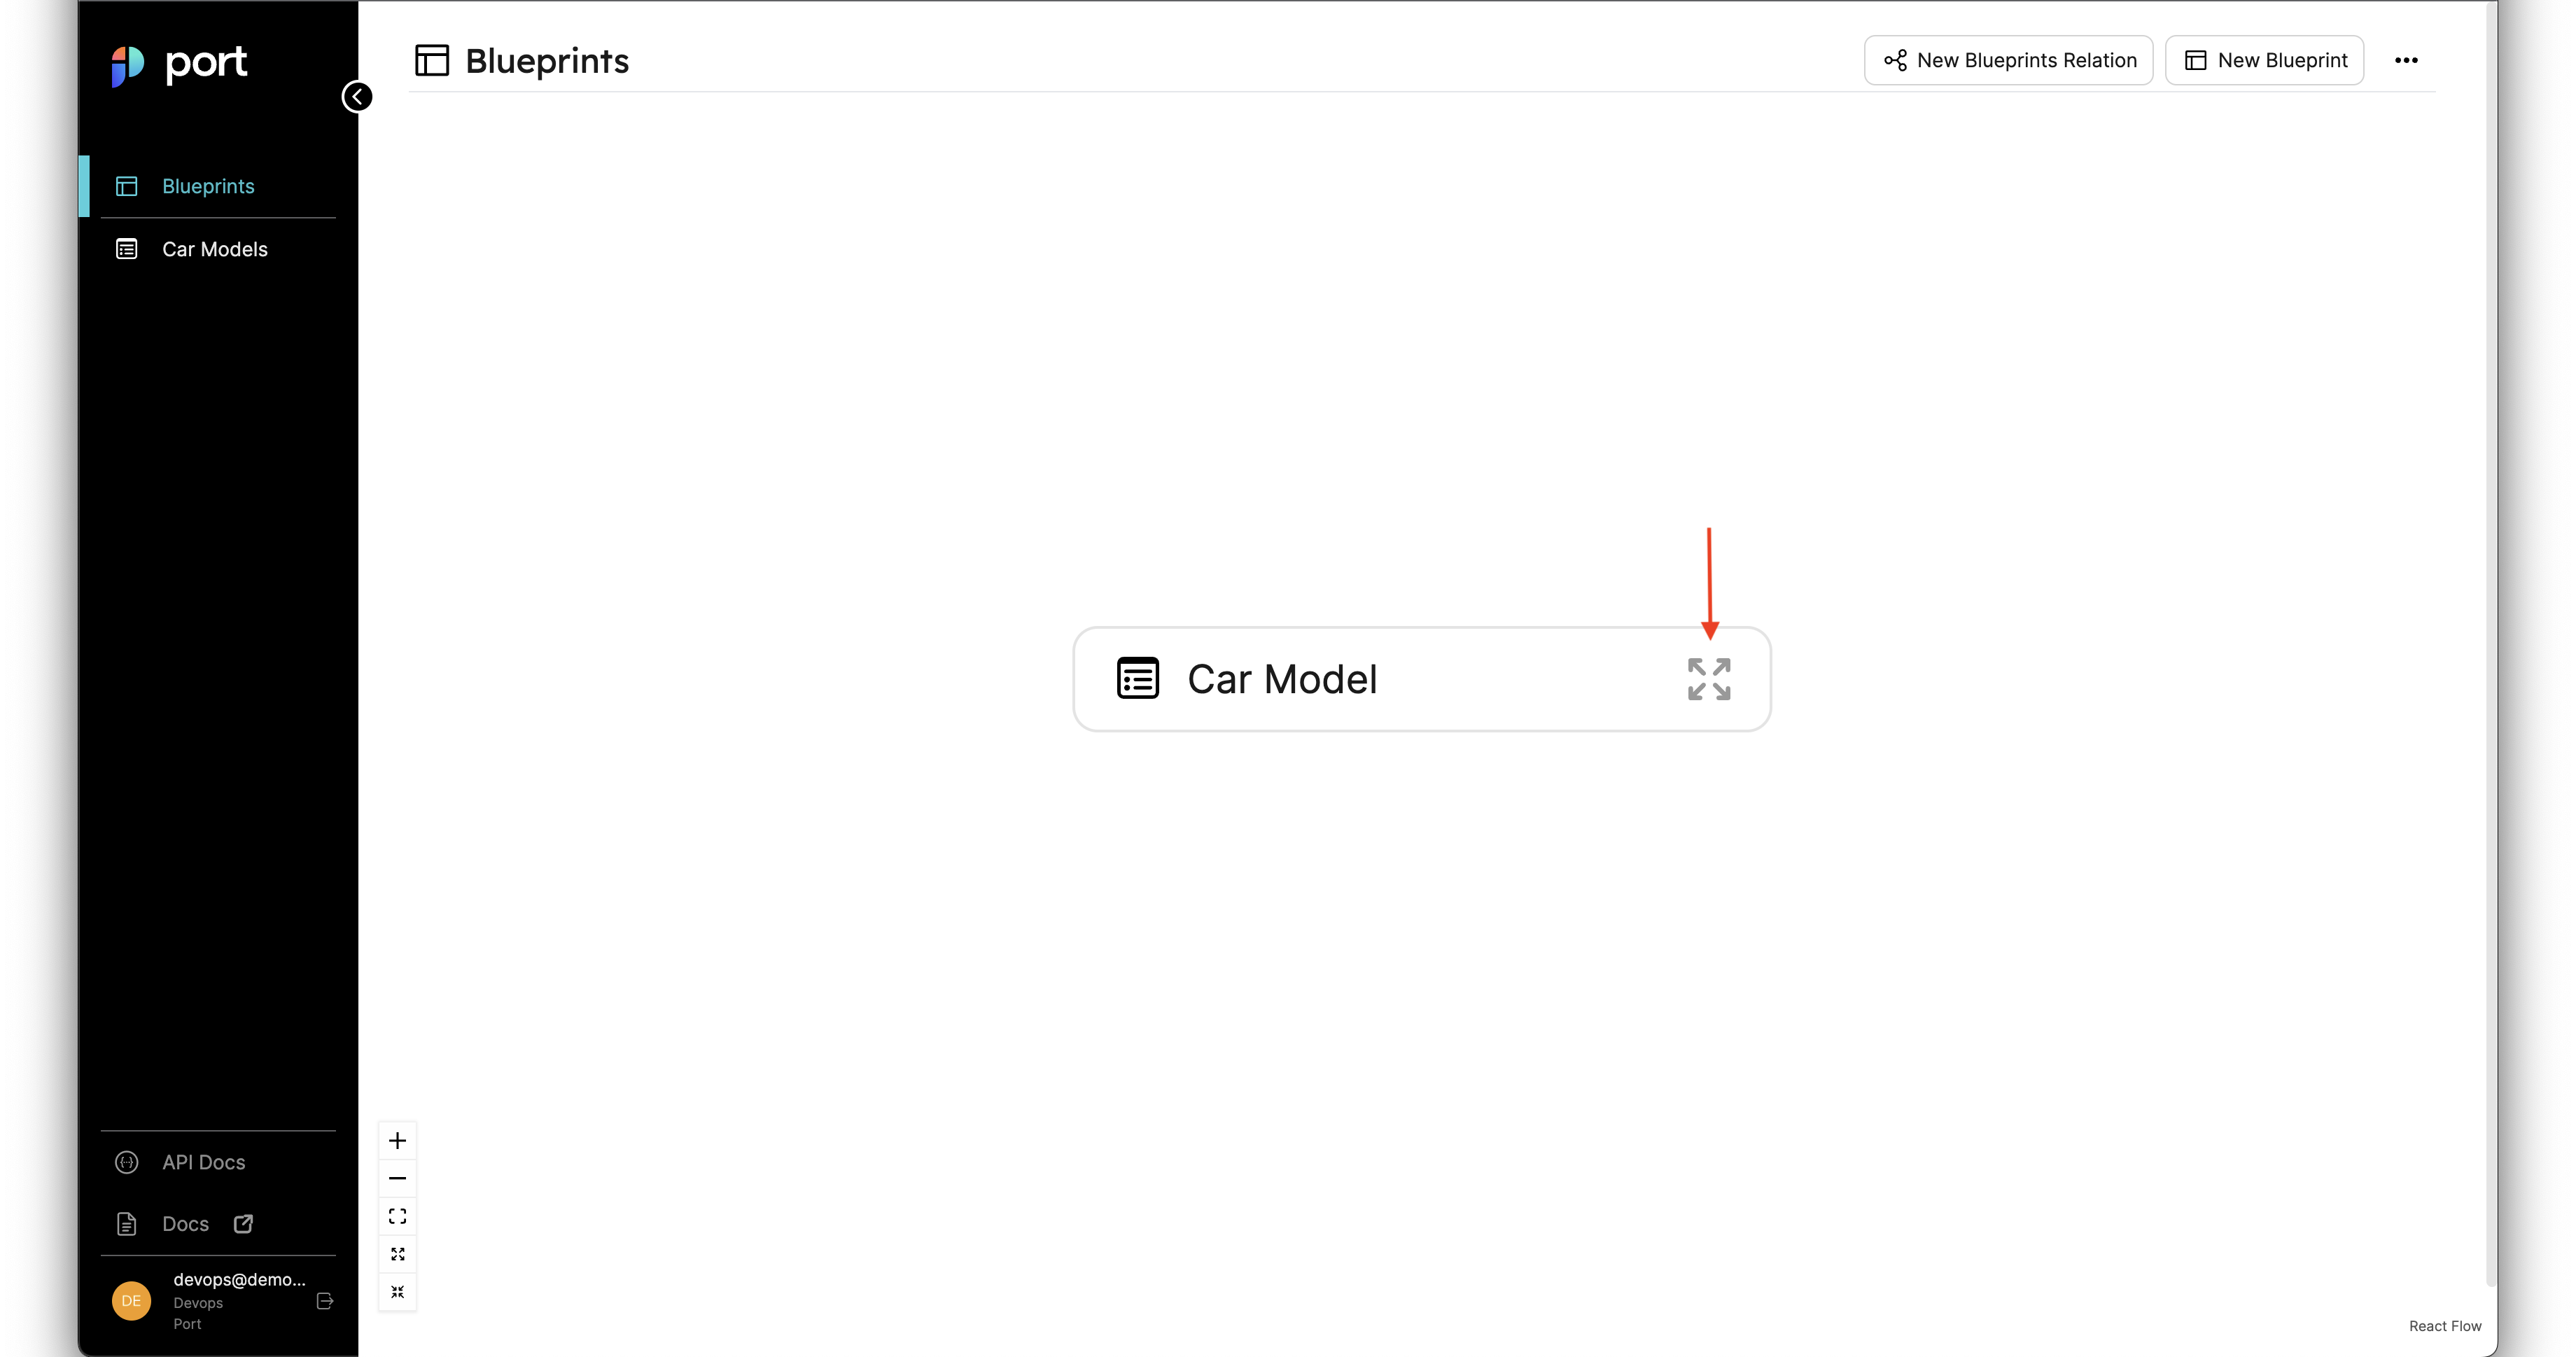 port
Blueprints
New Blueprints Relation
New Blueprint
Blueprints
Car Models
Car Model
API Docs
Docs
devops@demo...
DE
Devops
Port
React Flow